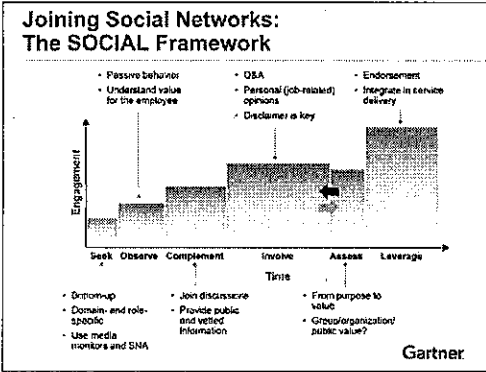 Joining Social Networks:
The SOCIAL Framework
• Passive behavior
• Understand value
for the employee
• Q&A
• Personal (job-related)
opinions
• Disclaimer is key
• Endorsement
• Integrate in service
delivery
Engagement
Seek Observe Complement Involve Assess Leverage
Time
• Bottom-up
• Domain- and role-
specific
• Use media
monitors and SNA
• Join discussions
• Provide public
and vetted
information
• From purpose to
value
• Group/organization/
public value?
Gartner